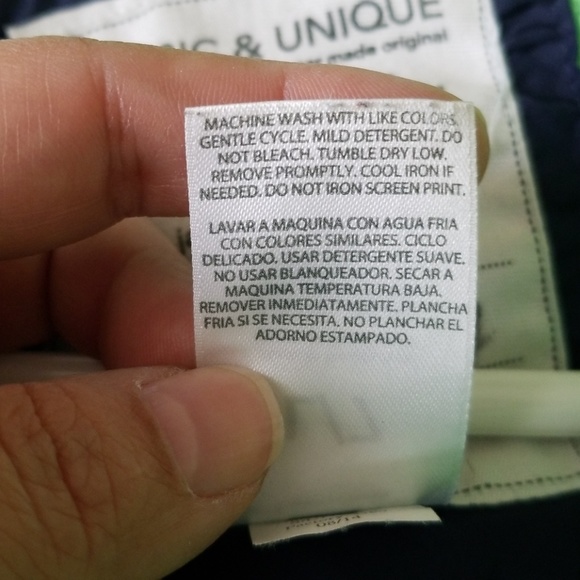 & UNIQUE
made original
MACHINE WASH WITH LIKE COLORS.
GENTLE CYCLE. MILD DETERGENT. DO
NOT BLEACH. TUMBLE DRY LOW.
REMOVE PROMPTLY. COOL IRON IF
NEEDED. DO NOT IRON SCREEN PRINT.
LAVAR A MAQUINA CON AGUA FRIA
CON COLORES SIMILARES. CICLO
DELICADO. USAR DETERGENTE SUAVE.
NO USAR BLANQUEADOR. SECAR A
MAQUINA TEMPERATURA BAJA.
REMOVER INMEDIATAMENTE. PLANCHA
FRIA SI SE NECESITA. NO PLANCHAR EL
ADORNO ESTAMPADO.